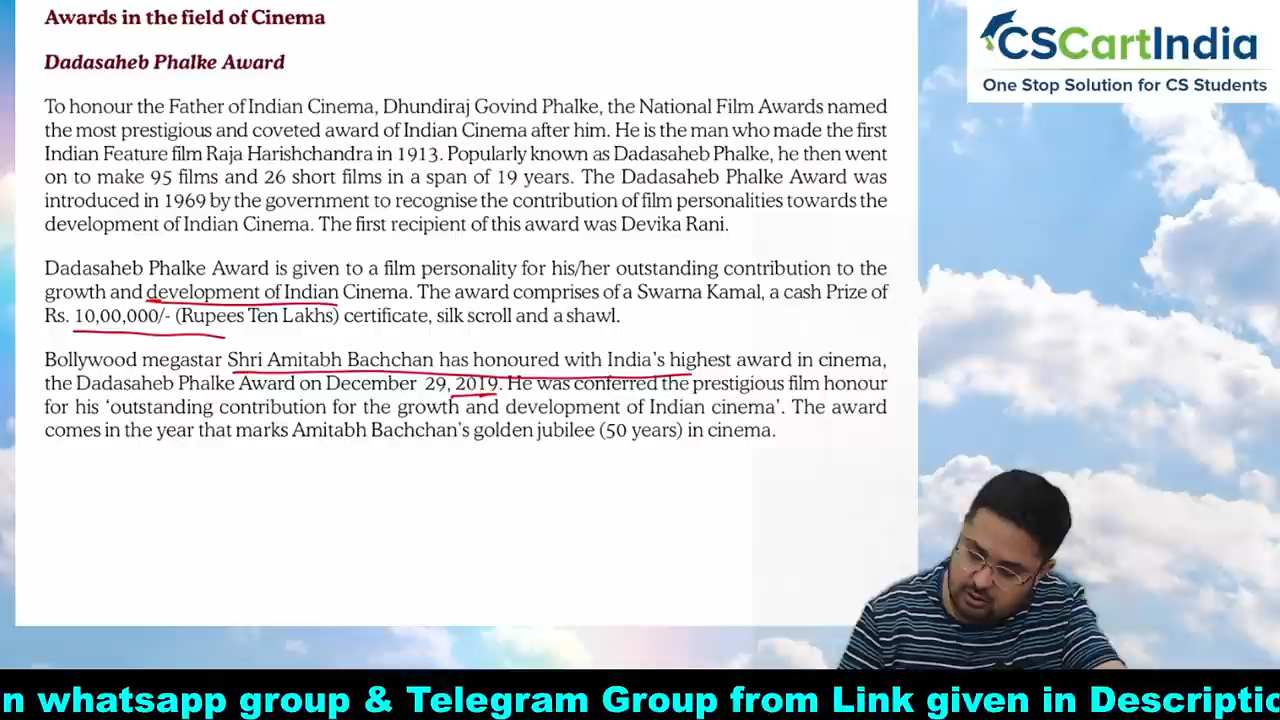 Awards in the field of Cinema
Dadasaheb Phalke Award
To honour the Father of Indian Cinema, Dhundiraj Govind Phalke, the National Film Awards named
the most prestigious and coveted award of Indian Cinema after him. He is the man who made the first
Indian Feature film Raja Harishchandra in 1913. Popularly known as Dadasaheb Phalke, he then went
on to make 95 films and 26 short films in a span of 19 years. The Dadasaheb Phalke Award was
introduced in 1969 by the government to recognise the contribution of film personalities towards the
development of Indian Cinema. The first recipient of this award was Devika Rani.
Dadasaheb Phalke Award is given to a film personality for his/her outstanding contribution to the
growth and development of Indian Cinema. The award comprises of a Swarna Kamal, a cash Prize of
Rs. 10,00,000/- (Rupees Ten Lakhs) certificate, silk scroll and a shawl.
Bollywood megastar Shri Amitabh Bachchan has honoured with India's highest award in cinema,
the Dadasaheb Phalke Award on December 29, 2019. He was conferred the prestigious film honour
for his 'outstanding contribution for the growth and development of Indian cinema'. The award
comes in the year that marks Amitabh Bachchan's golden jubilee (50 years) in cinema.
CSCartIndia
One Stop Solution for CS Students
n whatsapp group & Telegram Group from Link given in Descriptio